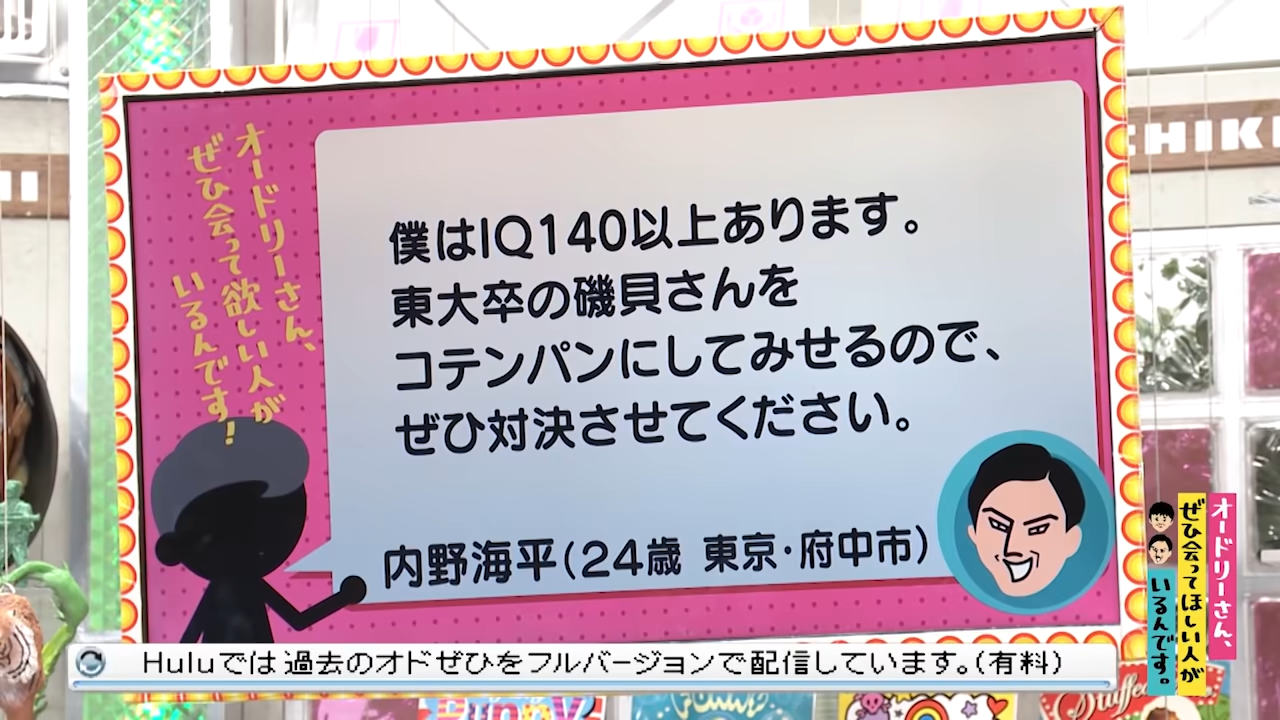 オードリーさん、
ぜひ会って欲しい人が
いるんです!
僕はIQ140以上あります。
東大卒の磯貝さんを
コテンパンにしてみせるので、
ぜひ対決させてください。
内野海平(24歳 東京・府中市)
CHIKI
オードリーさん、
ぜひ会ってほしい人が
いるんです。
Huluでは過去のオドぜひをフルバージョンで配信しています。(有料)